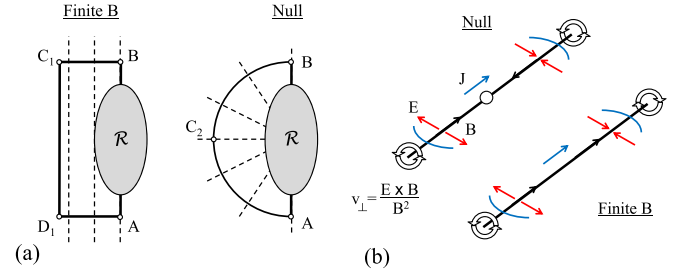 Finite B
Null
C1
B
R
D1
A
(a)
B
C2
R
A
Null
J
E
B
v⊥=E x B
B2
Finite B
(b)